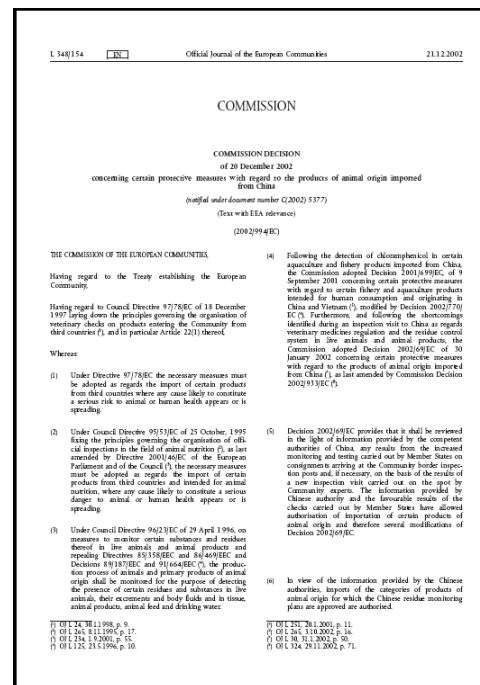 L 348/154
EN
Official Journal of the European Communities
21.12.2002
COMMISSION
COMMISSION DECISION
of 20 December 2002
concerning certain protective measures with regard to the products of animal origin imported
from China
(notified under document number C(2002) 5377)
(Text with EEA relevance)
(2002/994/EC)
THE COMMISSION OF THE EUROPEAN COMMUNITIES,
Having regard to the Treaty establishing the European
Community,
Having regard to Council Directive 97/78/EC of 18 December
1997 laying down the principles governing the organisation of
veterinary checks on products entering the Community from
third countries (1), and in particular Article 22(1) thereof,
Whereas:
(1) Under Directive 97/78/EC the necessary measures must
be adopted as regards the import of certain products
from third countries where any cause likely to constitute
a serious risk to animal or human health appears or is
spreading.
(2) Under Council Directive 95/53/EC of 25 October, 1995
fixing the principles governing the organisation of offi-
cial inspections in the field of animal nutrition (2), as last
amended by Directive 2001/46/EC of the European
Parliament and of the Council (3), the necessary measures
must be adopted as regards the import of certain
products from third countries and intended for animal
nutrition, where any cause likely to constitute a serious
danger to animal or human health appears or is
spreading.
(3) Under Council Directive 96/23/EC of 29 April 1996, on
measures to monitor certain substances and residues
thereof in live animals and animal products and
repealing Directives 85/358/EEC and 86/469/EEC and
Decisions 89/187/EEC and 91/664/EEC (4), the produc-
tion process of animals and primary products of animal
origin shall be monitored for the purpose of detecting
the presence of certain residues and substances in live
animals, their excrements and body fluids and in tissue,
animal products, animal feed and drinking water.
(1) OJ L 24, 30.1.1998, p. 9.
(2) OJ L 265, 8.11.1995, p. 17.
(3) OJ L 234, 1.9.2001, p. 55.
(4) OJ L 125, 23.5.1996, p. 10.
(4) Following the detection of chloramphenicol in certain
aquaculture and fishery products imported from China,
the Commission adopted Decision 2001/699/EC, of 9
September 2001 concerning certain protective measures
with regard to certain fishery and aquaculture products
intended for human consumption and originating in
China and Vietnam (5), modified by Decision 2002/770/
EC (6). Furthermore, and following the shortcomings
identified during an inspection visit to China as regards
veterinary medicines regulation and the residue control
system in live animals and animal products, the
Commission adopted Decision 2002/69/EC of 30
January 2002 concerning certain protective measures
with regard to the products of animal origin imported
from China (7), as last amended by Commission Decision
2002/933/EC (8).
(5) Decision 2002/69/EC provides that it shall be reviewed
in the light of information provided by the competent
authorities of China, any results from the increased
monitoring and testing carried out by Member States on
consignments arriving at the Community border inspec-
tion posts and, if necessary, on the basis of the results of
a new inspection visit carried out on the spot by
Community experts. The information provided by
Chinese authority and the favourable results of the
checks carried out by Member States have allowed
authorisation of importation of certain products of
animal origin and therefore several modifications of
Decision 2002/69/EC.
(6) In view of the information provided by the Chinese
authorities, imports of the categories of products of
animal origin for which the Chinese residue monitoring
plans are approved are authorised.
(5) OJ L 251, 20.1.2001, p. 11.
(6) OJ L 265, 3.10.2002, p. 16.
(7) OJ L 30, 31.1.2002, p. 50.
(8) OJ L 324, 29.11.2002, p. 71.